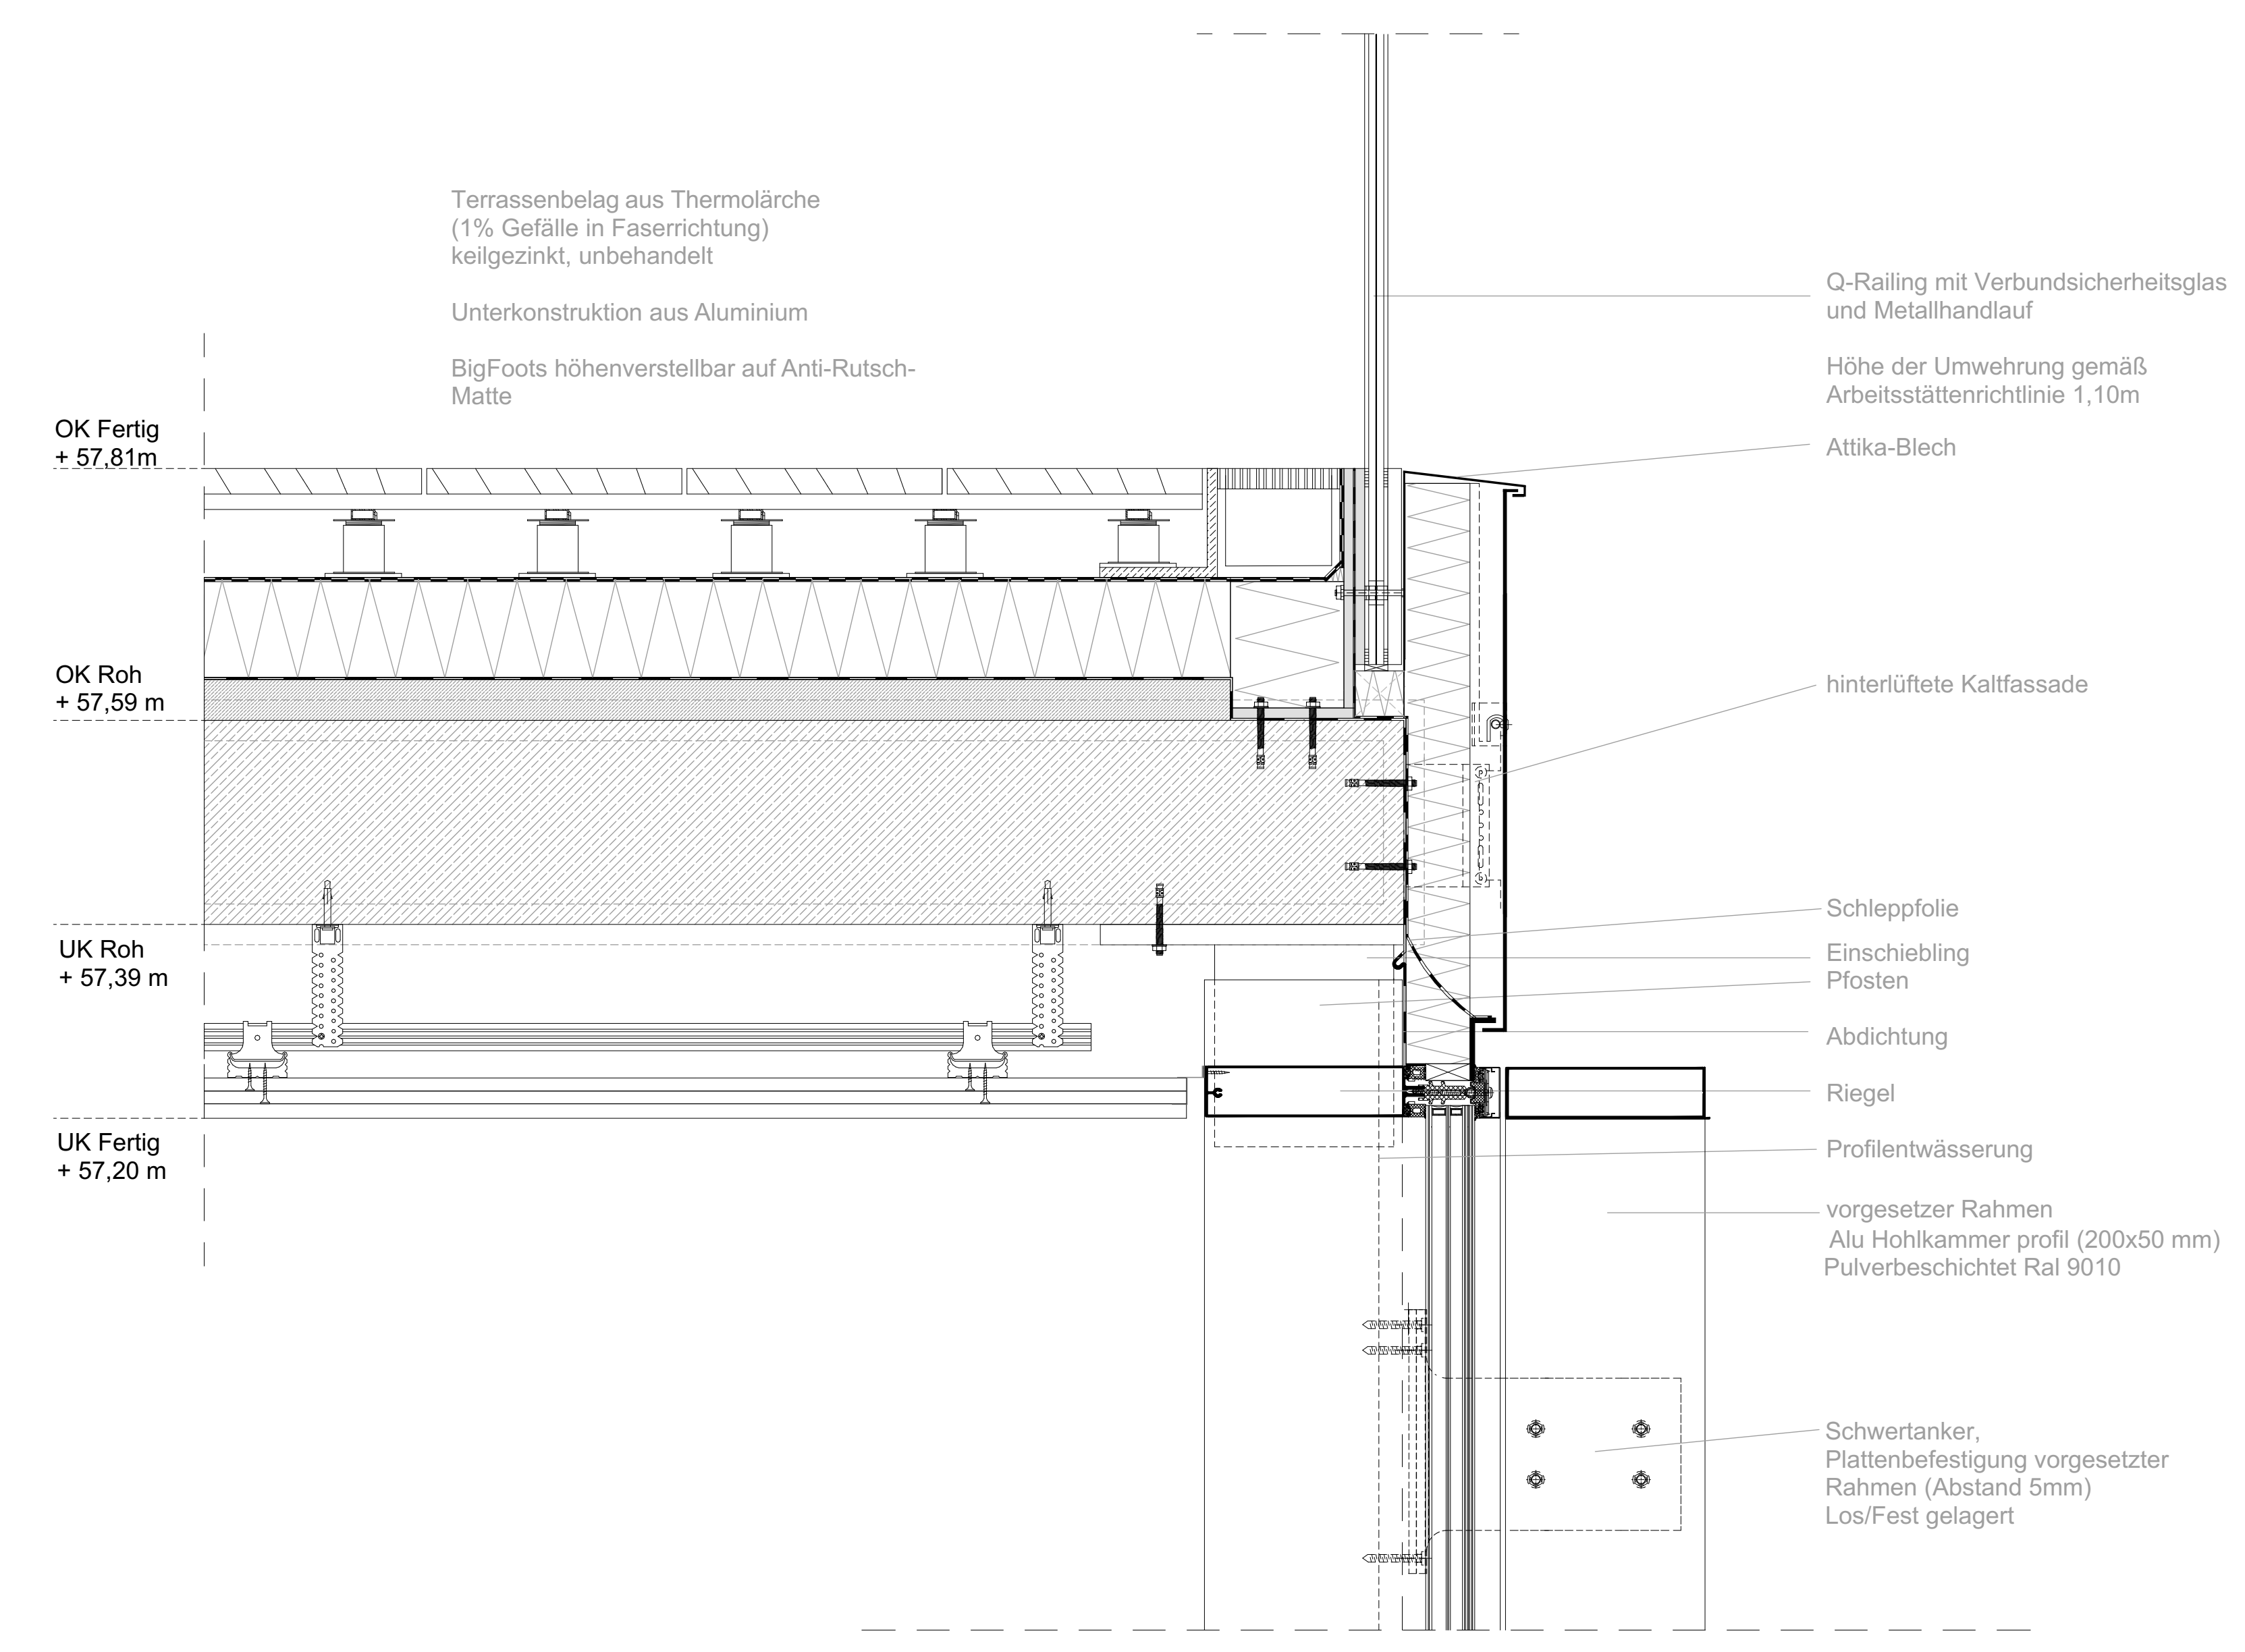 Terrassenbelag aus Thermolärche
(1% Gefälle in Faserrichtung)
keilgezinkt, unbehandelt
Unterkonstruktion aus Aluminium
BigFoots höhenverstellbar auf Anti-Rutsch-
Matte
OK Fertig
+ 57,81m
OK Roh
+ 57,59 m
UK Roh
+ 57,39 m
UK Fertig
+ 57,20 m
Q-Railing mit Verbundsicherheitsglas
und Metallhandlauf
Höhe der Umwehrung gemäß
Arbeitsstättenrichtlinie 1,10m
Attika-Blech
hinterlüftete Kaltfassade
Schleppfolie
Einschiebling
Pfosten
Abdichtung
Riegel
Profilentwässerung
vorgesetzer Rahmen
Alu Hohlkammer profil (200x50 mm)
Pulverbeschichtet Ral 9010
Schwertanker,
Plattenbefestigung vorgesetzter
Rahmen (Abstand 5mm)
Los/Fest gelagert